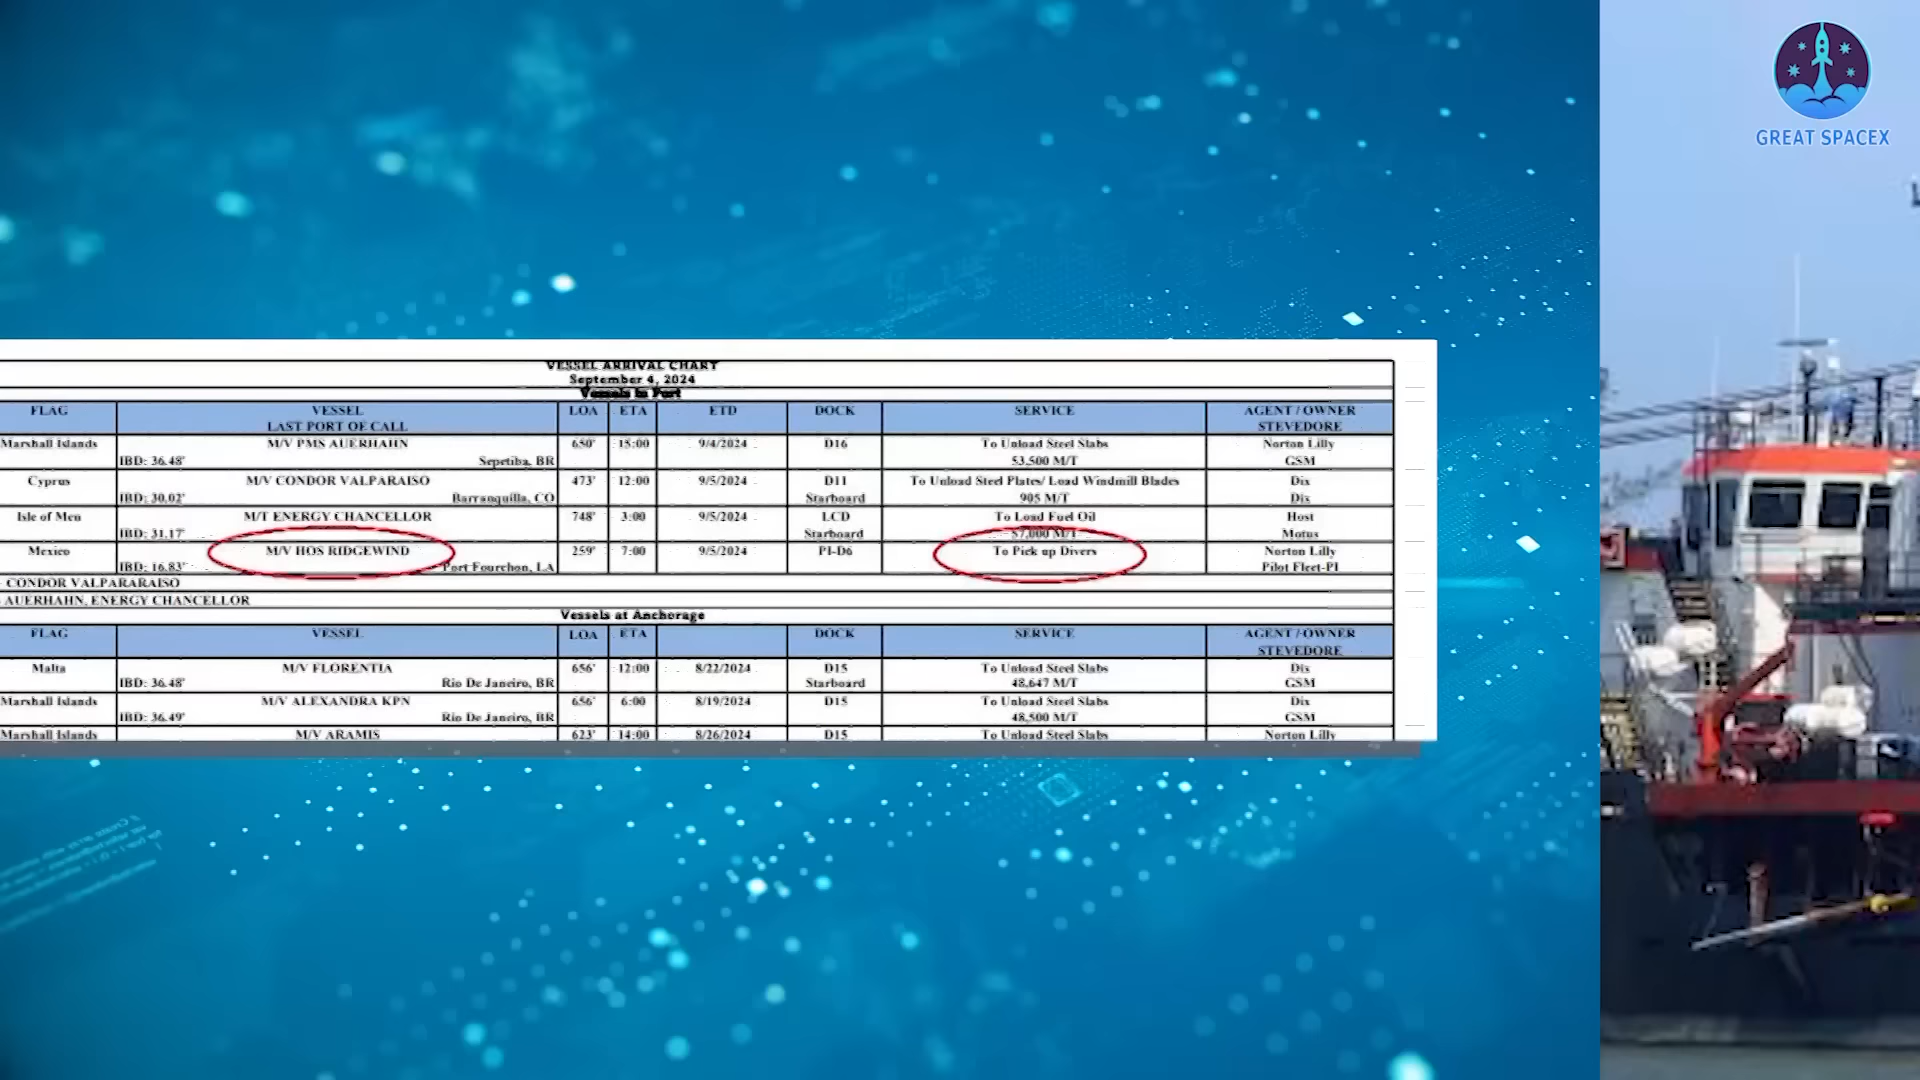 GREAT SPACEX
VESSEL ARRIVAL CHART
September 4, 2024
Vessels In Port
FLAG VESSEL LOA ETA ETD DOCK SERVICE AGENT / OWNER
LAST PORT OF CALL STEVEDORE
Marshall Islands M/V PMS AUERHAHN 650' 15:00 9/4/2024 D16 To Unload Steel Slabs Norton Lilly
IBD: 36.48' Sepetiba, BR 53,500 M/T GSM
Cyprus M/V CONDOR VALPARAISO 473' 12:00 9/5/2024 D11 To Unload Steel Plates/ Load Windmill Blades Dix
IBD: 30.02' Barranquilla, CO Starboard 905 M/T Dix
Isle of Men M/T ENERGY CHANCELLOR 748' 3:00 9/5/2024 LCD To Load Fuel Oil Host
IBD: 31.17' Starboard 57,000 M/T Motus
Mexico M/V HOS RIDGEWIND 259' 7:00 9/5/2024 PI-D6 To Pick up Divers Norton Lilly
IBD: 16.83' Port Fourchon, LA Pilot Fleet-PI
CONDOR VALPARARAISO
AUERHAHN, ENERGY CHANCELLOR
Vessels at Anchorage
FLAG VESSEL LOA ETA DOCK SERVICE AGENT / OWNER
STEVEDORE
Malta M/V FLORENTIA 656' 12:00 8/22/2024 D15 To Unload Steel Slabs Dix
IBD: 36.48' Rio De Janeiro, BR Starboard 48,647 M/T GSM
Marshall Islands M/V ALEXANDRA KPN 656' 6:00 8/19/2024 D15 To Unload Steel Slabs Dix
IBD: 36.49' Rio De Janeiro, BR 48,500 M/T GSM
Marshall Islands M/V ARAMIS 623' 14:00 8/26/2024 D15 To Unload Steel Slabs Norton Lilly